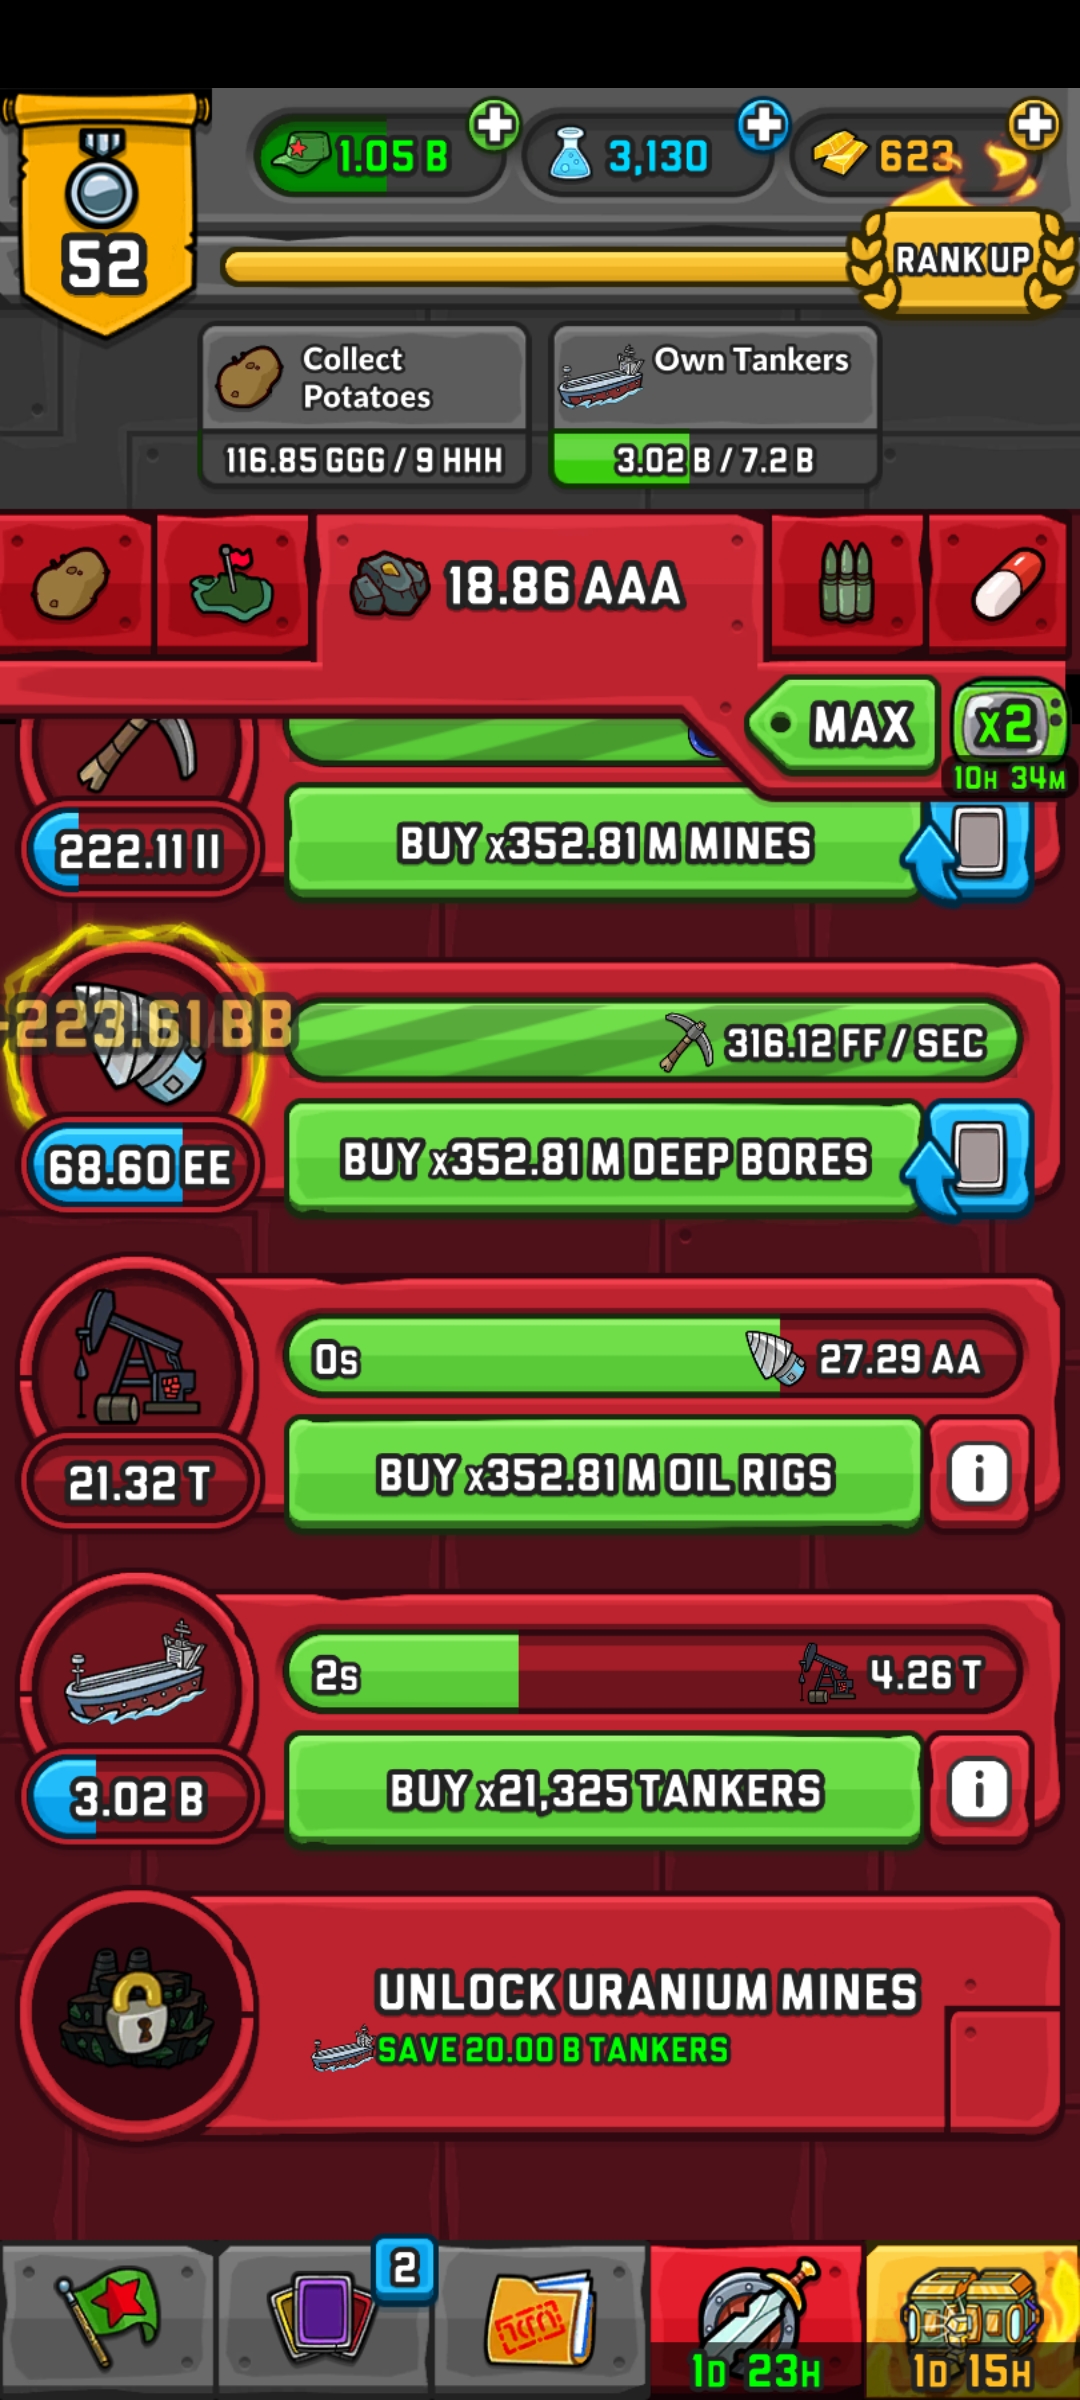 1.05 B
3,130
623
52
RANK UP
Collect
Potatoes
Own Tankers
116.85 GGG / 9 HHH
3.02 B / 7.2 B
18.86 AAA
MAX
x2
10H 34M
222.11 II
BUY x352.81 M MINES
-223.61 BB
316.12 FF / SEC
68.60 EE
BUY x352.81 M DEEP BORES
0s
27.29 AA
21.32 T
BUY x352.81 M OIL RIGS
i
2s
4.26 T
3.02 B
BUY x21,325 TANKERS
i
UNLOCK URANIUM MINES
SAVE 20.00 B TANKERS
2
1D 23H
1D 15H